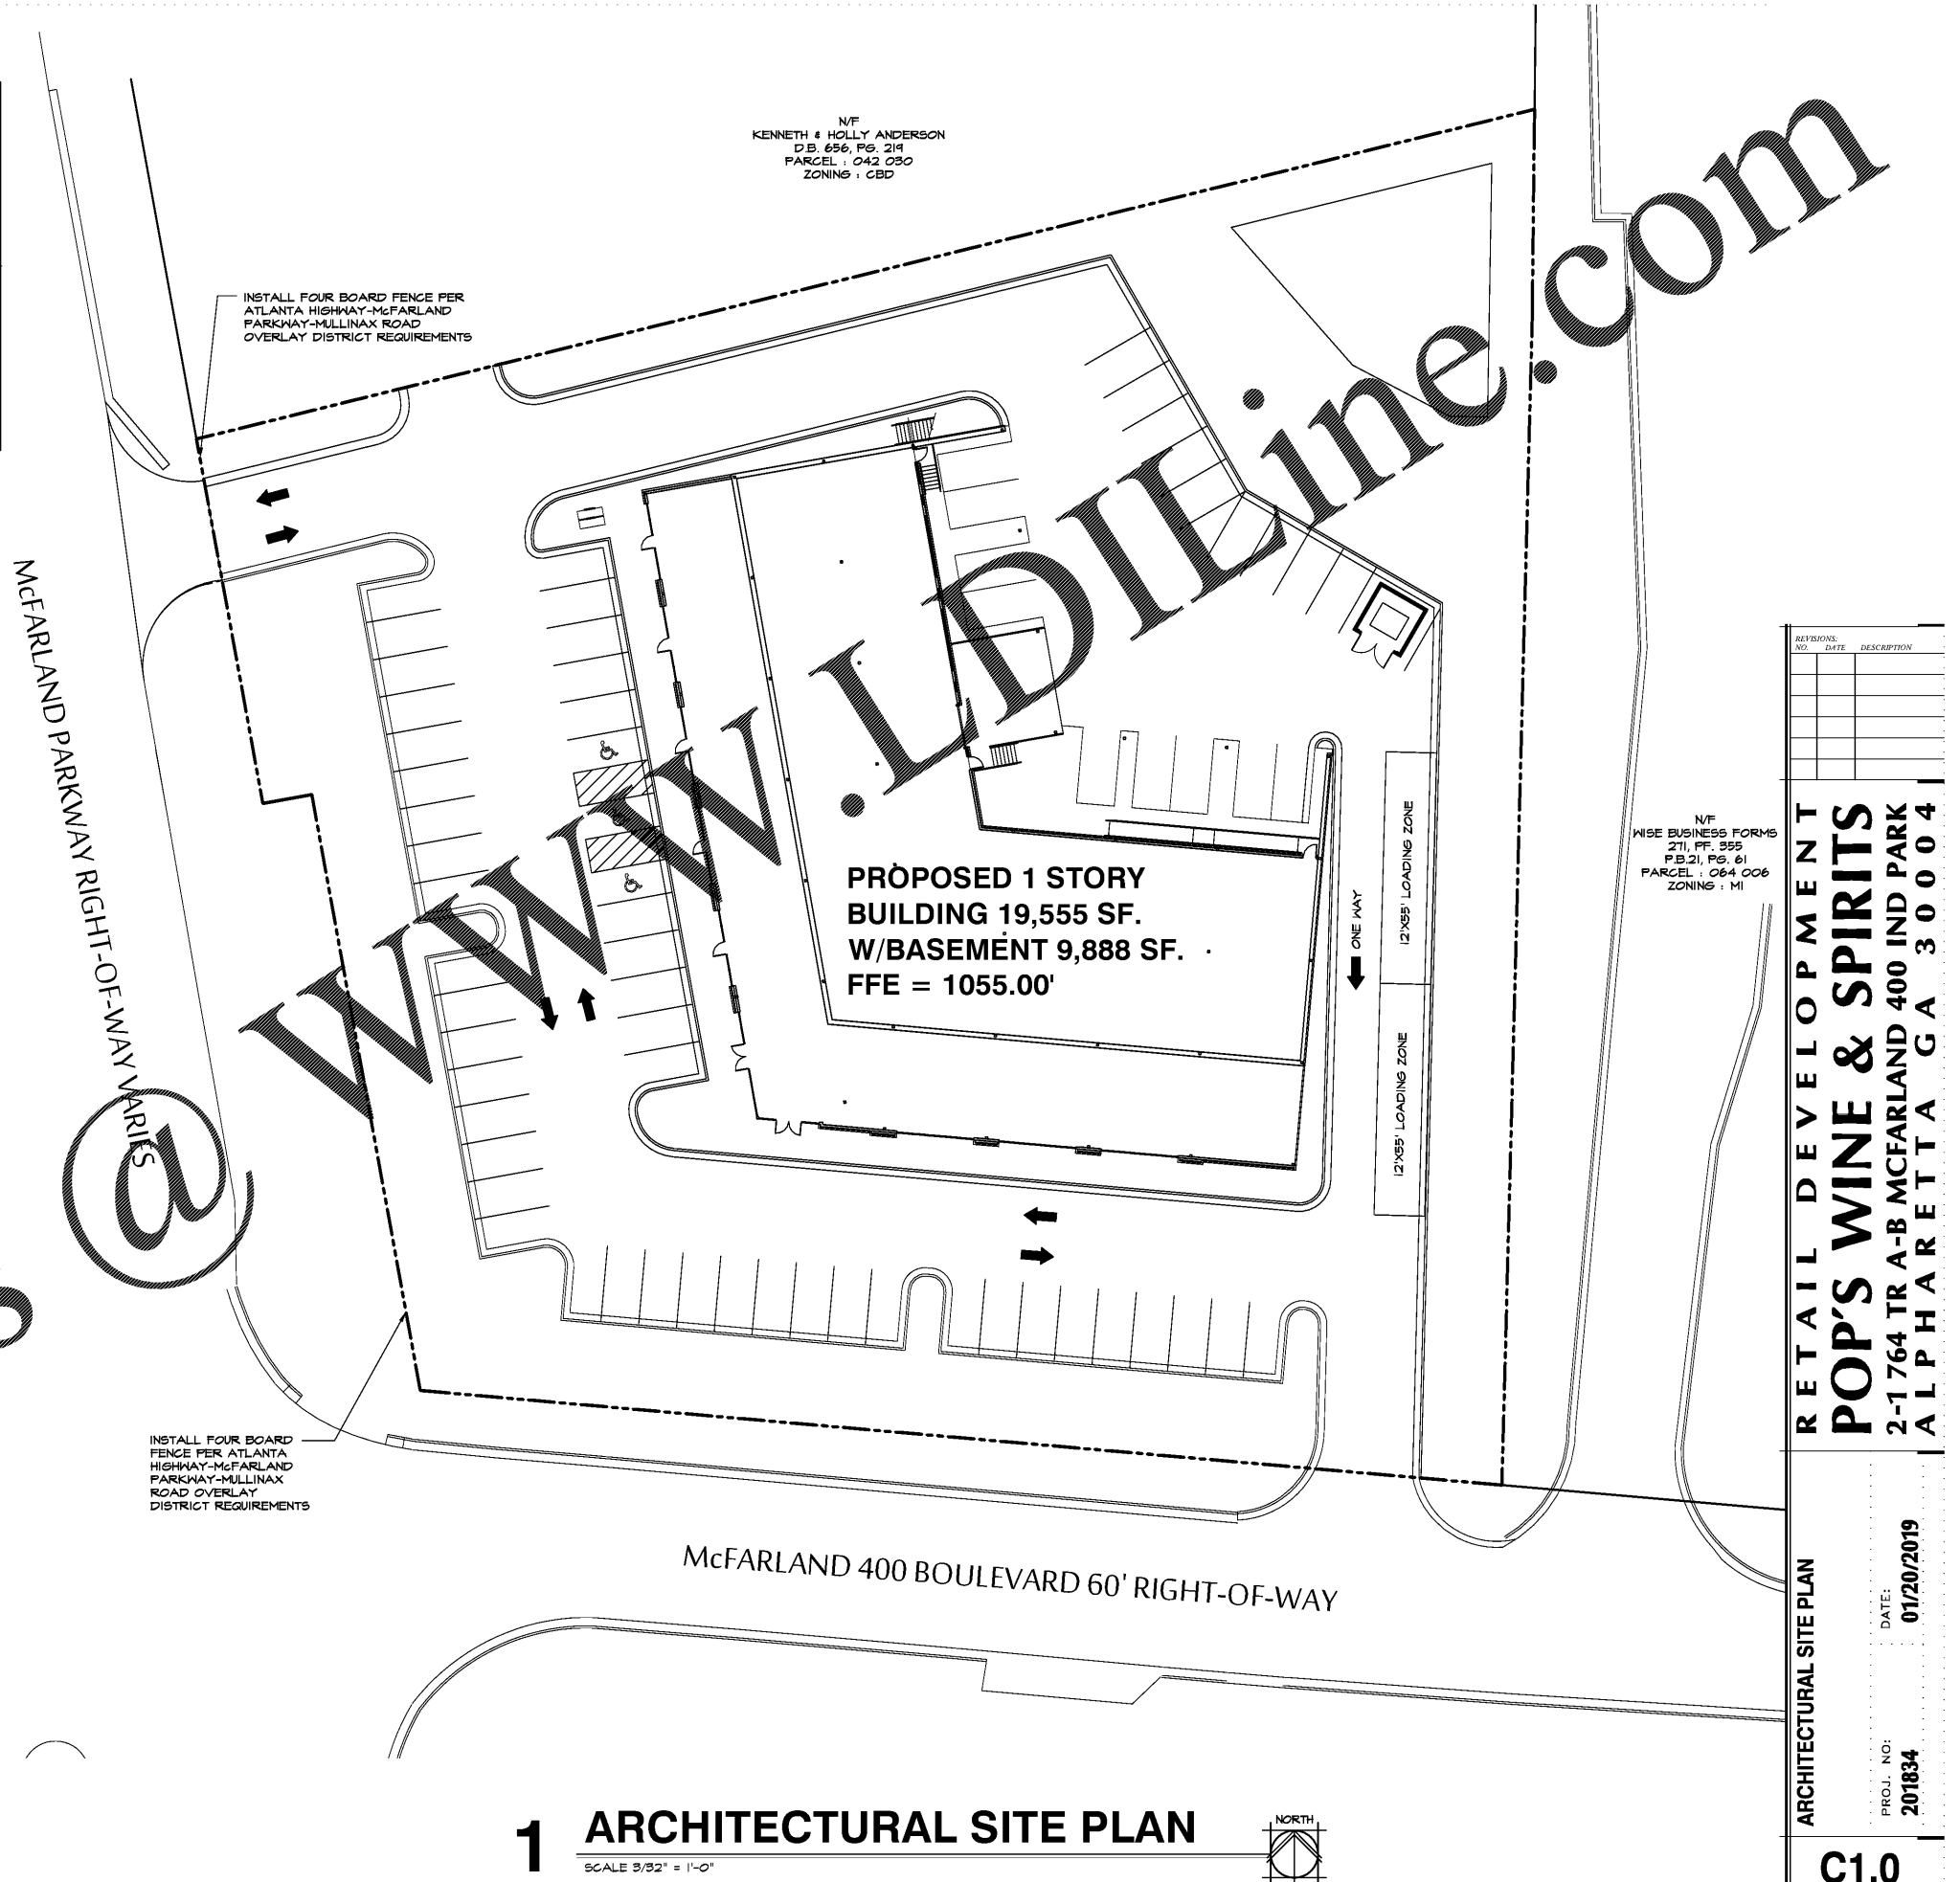 N/F
KENNETH & HOLLY ANDERSON
D.B. 656, PG. 219
PARCEL : 042 030
ZONING : CBD
INSTALL FOUR BOARD FENCE PER
ATLANTA HIGHWAY-McFARLAND
PARKWAY-MULLINAX ROAD
OVERLAY DISTRICT REQUIREMENTS
McFARLAND PARKWAY RIGHT-OF-WAY VARIES
@ www.LDILine.com
PROPOSED 1 STORY
BUILDING 19,555 SF.
W/BASEMENT 9,888 SF.
FFE = 1055.00'
ONE WAY
12'X55' LOADING ZONE
12'X55' LOADING ZONE
N/F
WISE BUSINESS FORMS
271, PF. 355
P.B.21, PG. 61
PARCEL : 064 006
ZONING : M1
INSTALL FOUR BOARD
FENCE PER ATLANTA
HIGHWAY-McFARLAND
PARKWAY-MULLINAX
ROAD OVERLAY
DISTRICT REQUIREMENTS
McFARLAND 400 BOULEVARD 60' RIGHT-OF-WAY
1 ARCHITECTURAL SITE PLAN
SCALE 3/32" = 1'-0"
NORTH
REVISIONS:
NO. DATE DESCRIPTION
RETAIL DEVELOPMENT
POP'S WINE & SPIRITS
2-1764 TR A-B MCFARLAND 400 IND PARK
ALPHARETTA GA 30004
ARCHITECTURAL SITE PLAN
DATE:
01/20/2019
PROJ. NO:
201834
C1.0